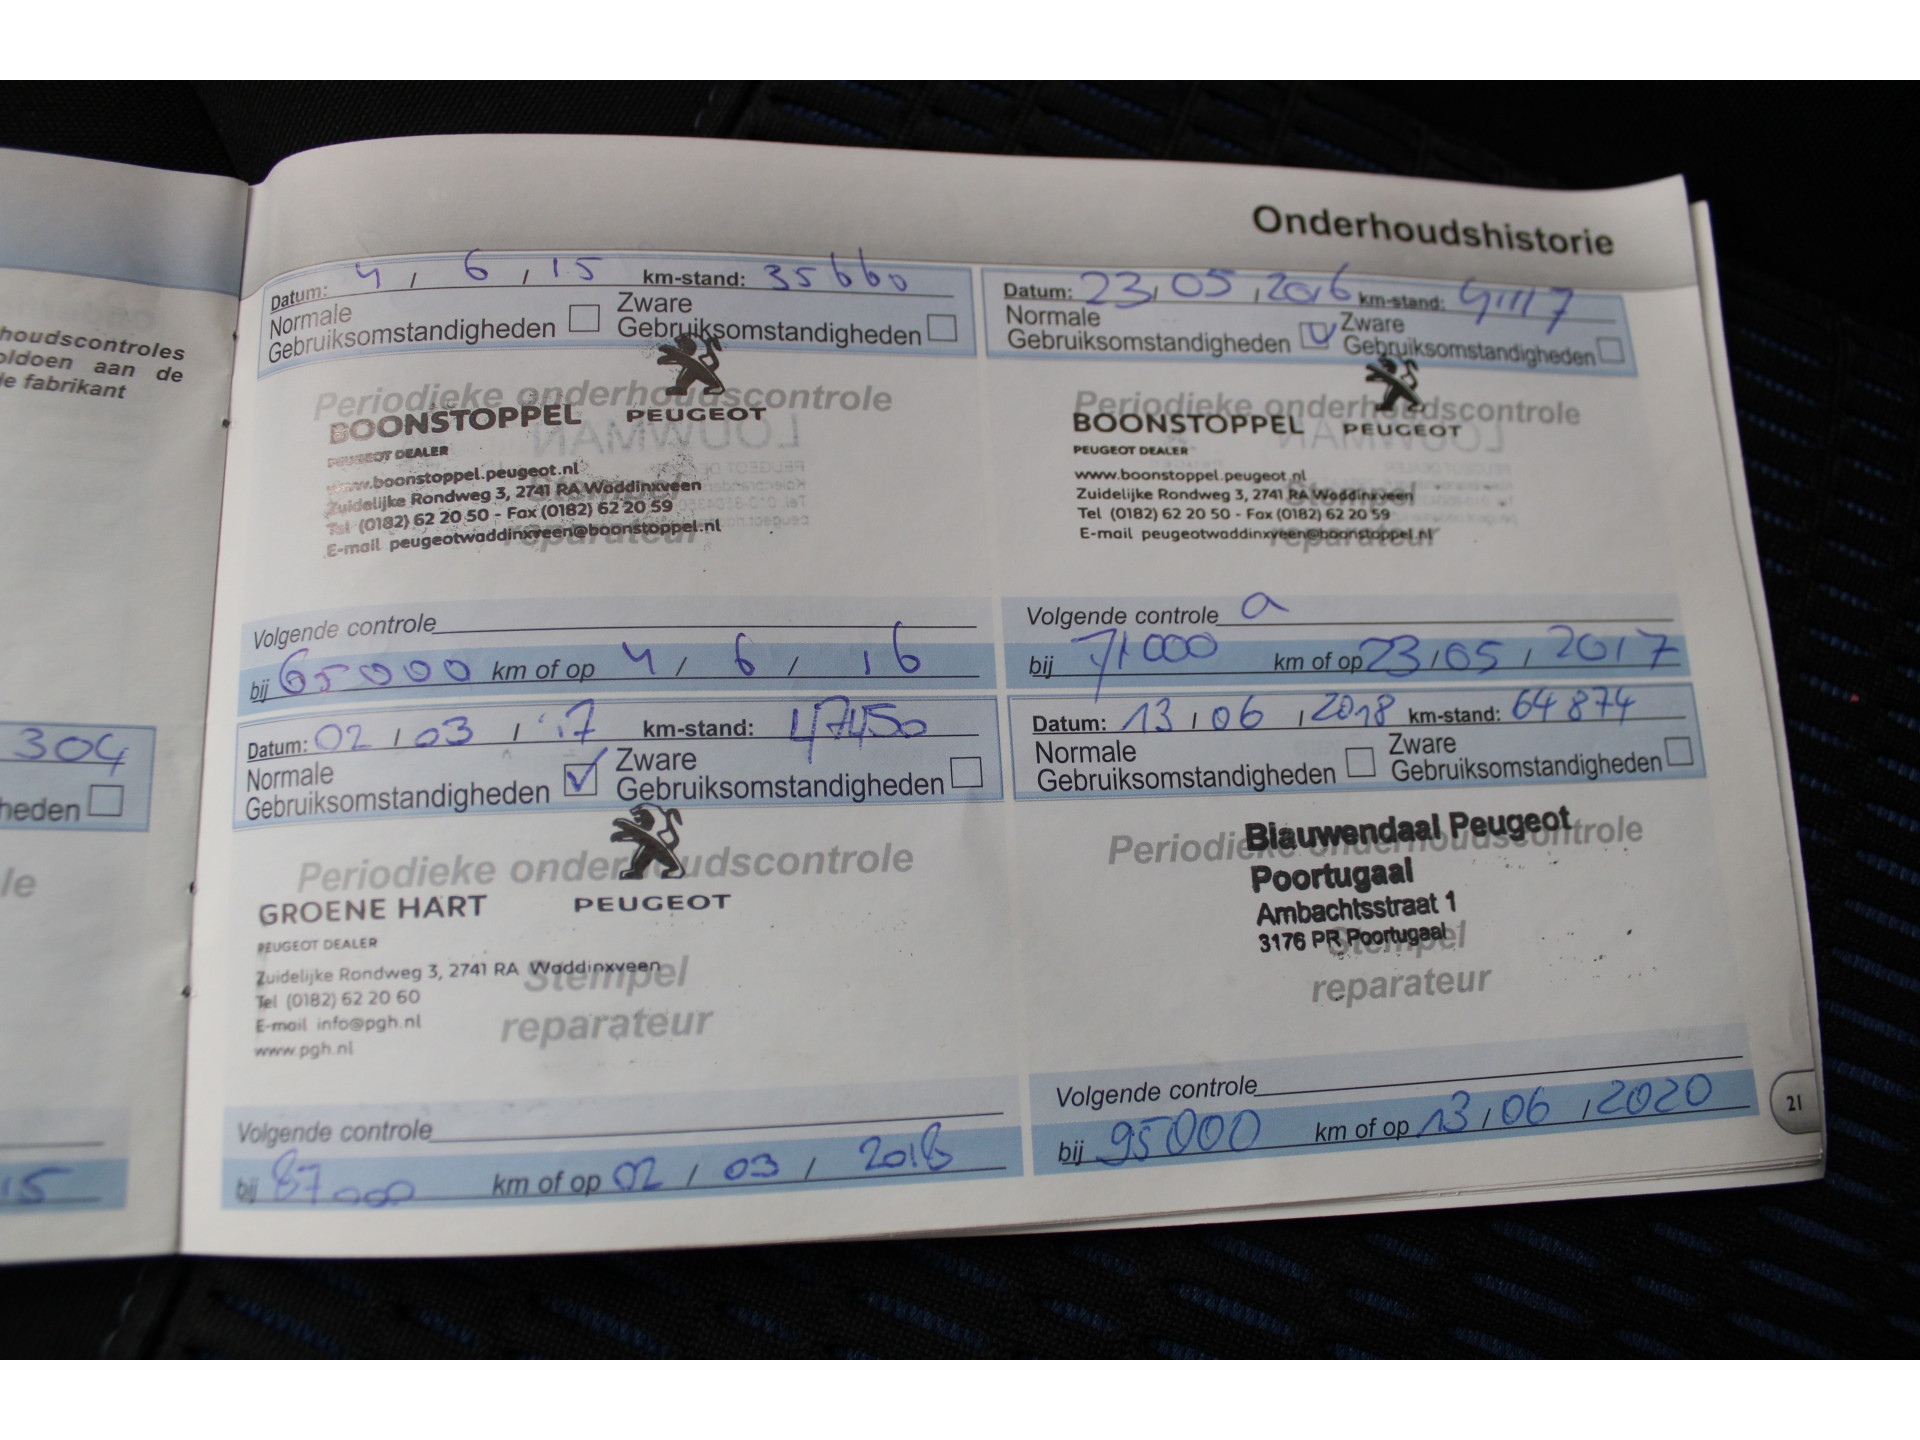 houdscontroles
oldoen aan de
le fabrikant
304
heden
le
15
Onderhoudshistorie
Datum: 4 / 6 / 15 km-stand: 35660
Normale
Gebruiksomstandigheden
Zware
Gebruiksomstandigheden
Periodieke onderhoudscontrole
BOONSTOPPEL PEUGEOT
PEUGEOT DEALER
www.boonstoppel.peugeot.nl
Zuidelijke Rondweg 3, 2741 RA Waddinxveen
Tel (0182) 62 20 50 - Fax (0182) 62 20 59
E-mail peugeotwaddinxveen@boonstoppel.nl
Stempel
reparateur
Volgende controle
bij 65000 km of op 4 / 6 / 16
Datum: 23 / 05 / 2016 km-stand: 41117
Normale
Gebruiksomstandigheden
Zware
Gebruiksomstandigheden
Periodieke onderhoudscontrole
BOONSTOPPEL PEUGEOT
PEUGEOT DEALER
www.boonstoppel.peugeot.nl
Zuidelijke Rondweg 3, 2741 RA Waddinxveen
Tel (0182) 62 20 50 - Fax (0182) 62 20 59
E-mail peugeotwaddinxveen@boonstoppel.nl
Stempel
reparateur
Volgende controle a
bij 71000 km of op 23 / 05 / 2017
Datum: 02 / 03 / '17 km-stand: 47450
Normale
Gebruiksomstandigheden
Zware
Gebruiksomstandigheden
Periodieke onderhoudscontrole
GROENE HART PEUGEOT
PEUGEOT DEALER
Zuidelijke Rondweg 3, 2741 RA Waddinxveen
Tel (0182) 62 20 60
E-mail info@pgh.nl
www.pgh.nl
Stempel
reparateur
Volgende controle
bij 87000 km of op 02 / 03 / 2018
Datum: 13 / 06 / 2018 km-stand: 64874
Normale
Gebruiksomstandigheden
Zware
Gebruiksomstandigheden
Periodieke onderhoudscontrole
Blauwendaal Peugeot
Poortugaal
Ambachtsstraat 1
3176 PR Poortugaal
Stempel
reparateur
Volgende controle
bij 95000 km of op 13 / 06 / 2020
21